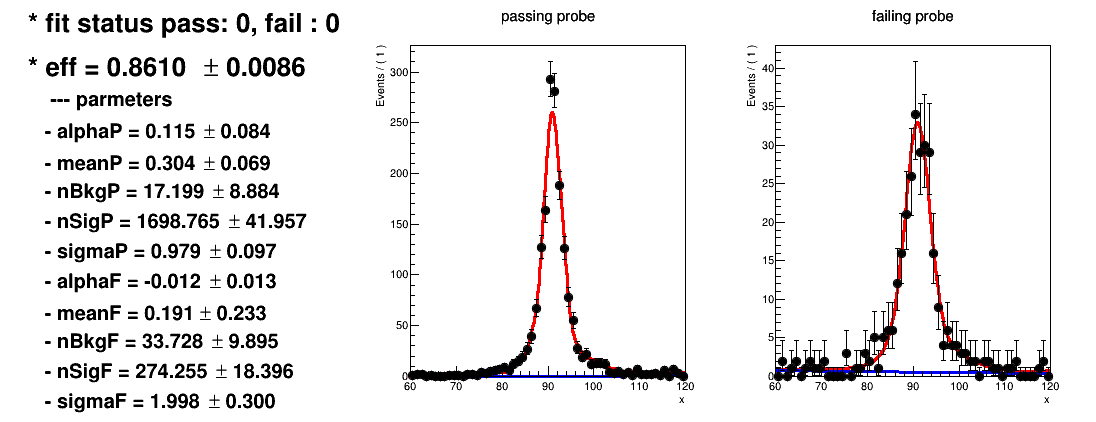 * fit status pass: 0, fail : 0
* eff = 0.8610 ± 0.0086
--- parmeters
- alphaP = 0.115 ± 0.084
- meanP = 0.304 ± 0.069
- nBkgP = 17.199 ± 8.884
- nSigP = 1698.765 ± 41.957
- sigmaP = 0.979 ± 0.097
- alphaF = -0.012 ± 0.013
- meanF = 0.191 ± 0.233
- nBkgF = 33.728 ± 9.895
- nSigF = 274.255 ± 18.396
- sigmaF = 1.998 ± 0.300
passing probe
Events / ( 1 )
300
250
200
150
100
50
0
60 70 80 90 100 110 120
x
failing probe
Events / ( 1 )
40
35
30
25
20
15
10
5
0
60 70 80 90 100 110 120
x